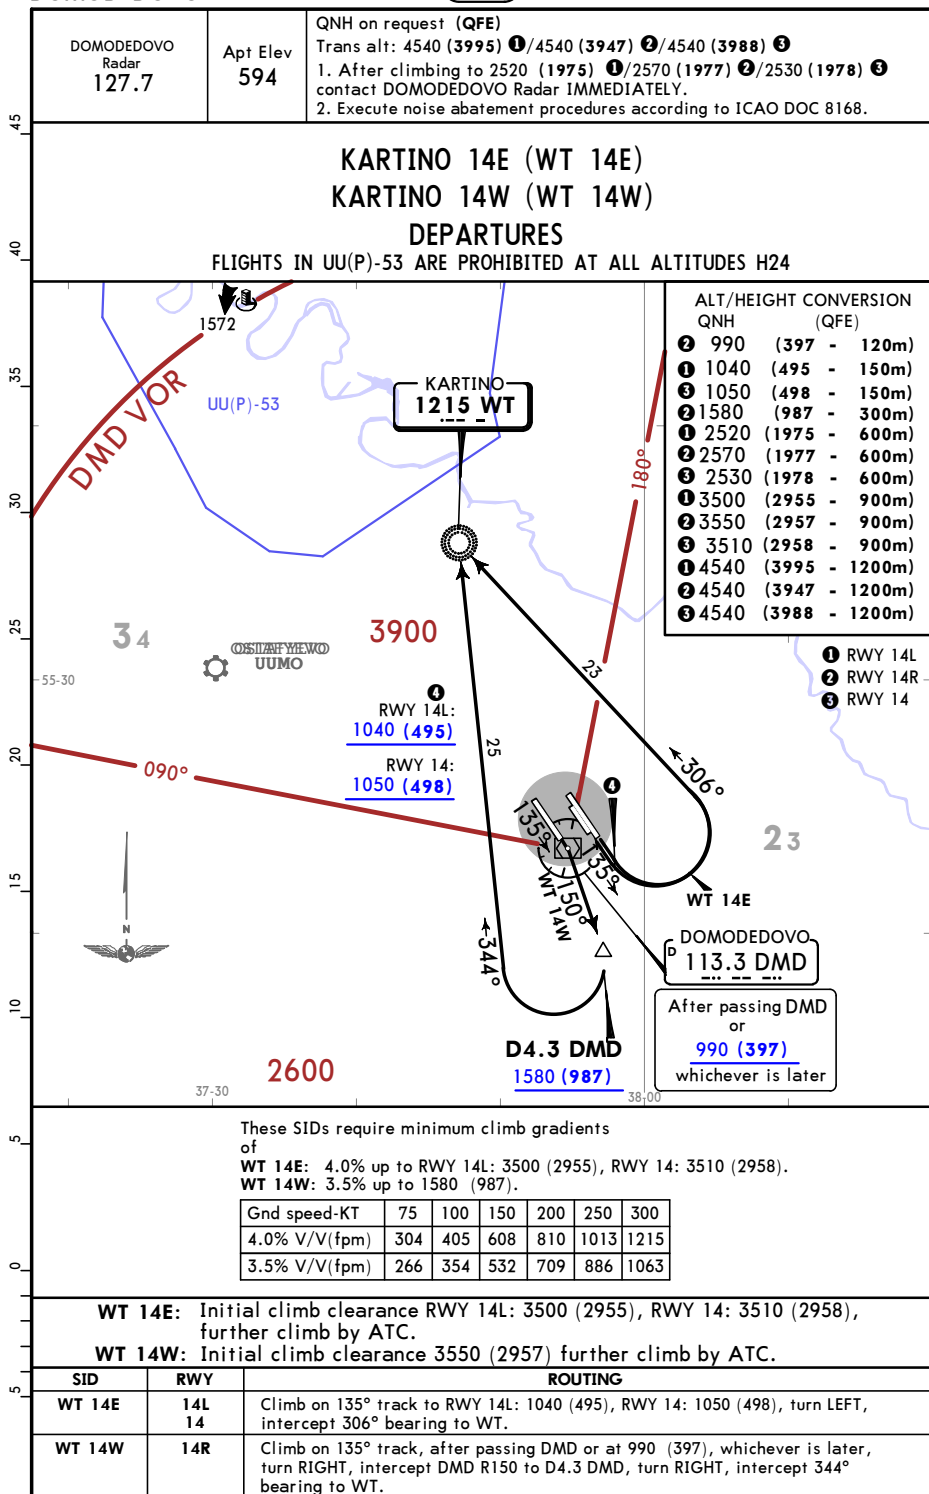 DOMODEDOVO
Radar
127.7
Apt Elev
594
QNH on request (QFE)
Trans alt: 4540 (3995) ❶/4540 (3947) ❷/4540 (3988) ❸
1. After climbing to 2520 (1975) ❶/2570 (1977) ❷/2530 (1978) ❸
contact DOMODEDOVO Radar IMMEDIATELY.
2. Execute noise abatement procedures according to ICAO DOC 8168.
KARTINO 14E (WT 14E)
KARTINO 14W (WT 14W)
DEPARTURES
FLIGHTS IN UU(P)-53 ARE PROHIBITED AT ALL ALTITUDES H24
ALT/HEIGHT CONVERSION
QNH (QFE)
❷ 990 (397 - 120m)
❶ 1040 (495 - 150m)
❸ 1050 (498 - 150m)
❷ 1580 (987 - 300m)
❶ 2520 (1975 - 600m)
❷ 2570 (1977 - 600m)
❸ 2530 (1978 - 600m)
❶ 3500 (2955 - 900m)
❷ 3550 (2957 - 900m)
❸ 3510 (2958 - 900m)
❶ 4540 (3995 - 1200m)
❷ 4540 (3947 - 1200m)
❸ 4540 (3988 - 1200m)
❶ RWY 14L
❷ RWY 14R
❸ RWY 14
1572
DMD VOR
UU(P)-53
KARTINO
1215 WT
180°
34
OSTAFYEVO
UUMO
3900
55-30
❹
RWY 14L:
1040 (495)
RWY 14:
1050 (498)
23
25
090°
306°
❹
23
135°
135°
WT 14E
WT 14W
150°
344°
N
DOMODEDOVO
D 113.3 DMD
After passing DMD
or
990 (397)
whichever is later
D4.3 DMD
1580 (987)
2600
37-30
38-00
45
40
35
30
25
20
15
10
5
0
5
These SIDs require minimum climb gradients
of
WT 14E: 4.0% up to RWY 14L: 3500 (2955), RWY 14: 3510 (2958).
WT 14W: 3.5% up to 1580 (987).
Gnd speed-KT 75 100 150 200 250 300
4.0% V/V(fpm) 304 405 608 810 1013 1215
3.5% V/V(fpm) 266 354 532 709 886 1063
WT 14E: Initial climb clearance RWY 14L: 3500 (2955), RWY 14: 3510 (2958),
further climb by ATC.
WT 14W: Initial climb clearance 3550 (2957) further climb by ATC.
SID RWY ROUTING
WT 14E 14L Climb on 135° track to RWY 14L: 1040 (495), RWY 14: 1050 (498), turn LEFT,
14 intercept 306° bearing to WT.
WT 14W 14R Climb on 135° track, after passing DMD or at 990 (397), whichever is later,
turn RIGHT, intercept DMD R150 to D4.3 DMD, turn RIGHT, intercept 344°
bearing to WT.